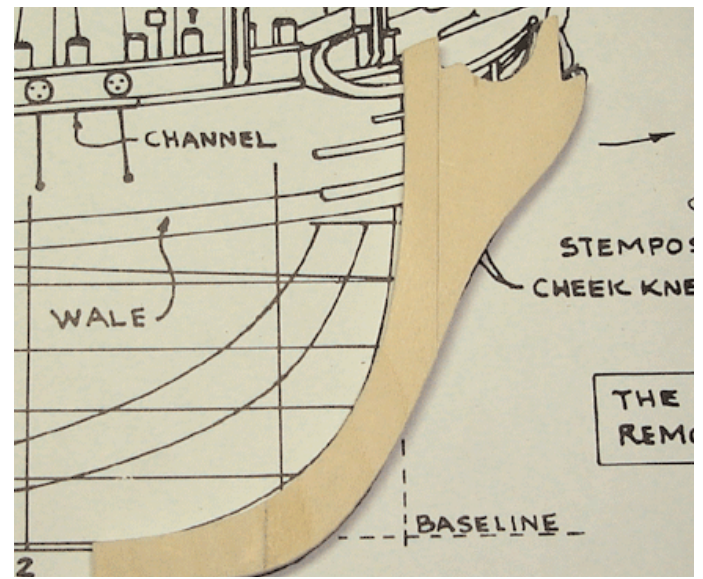 CHANNEL
STEMPOS
CHEEK KNE
WALE
THE
REMO
BASELINE
2